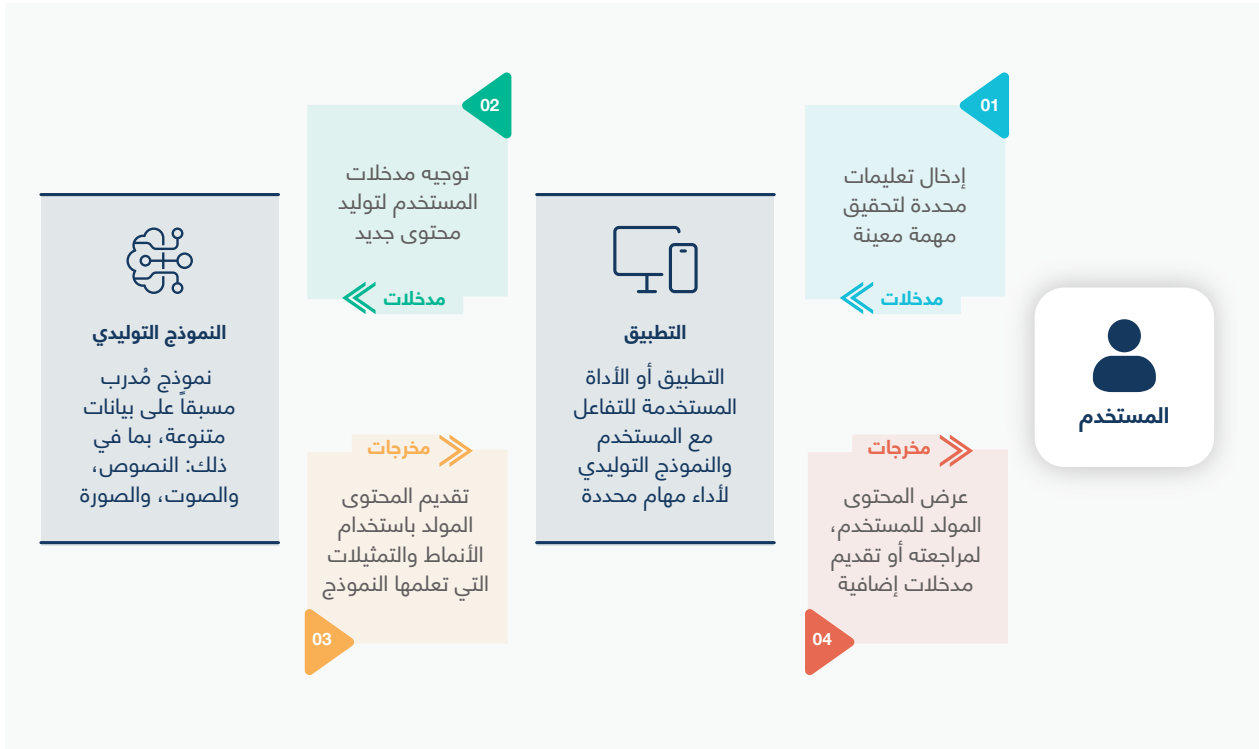 المستخدم
01
إدخال تعليمات
محددة لتحقيق
مهمة معينة
مدخلات
التطبيق
التطبيق أو الأداة
المستخدمة للتفاعل
مع المستخدم
والنموذج التوليدي
لأداء مهام محددة
02
توجيه مدخلات
المستخدم لتوليد
محتوى جديد
مدخلات
النموذج التوليدي
نموذج مُدرب
مسبقاً على بيانات
متنوعة، بما في
ذلك: النصوص،
والصوت، والصورة
مخرجات
تقديم المحتوى
المولد باستخدام
الأنماط والتمثيلات
التي تعلمها النموذج
03
مخرجات
عرض المحتوى
المولد للمستخدم،
لمراجعته أو تقديم
مدخلات إضافية
04